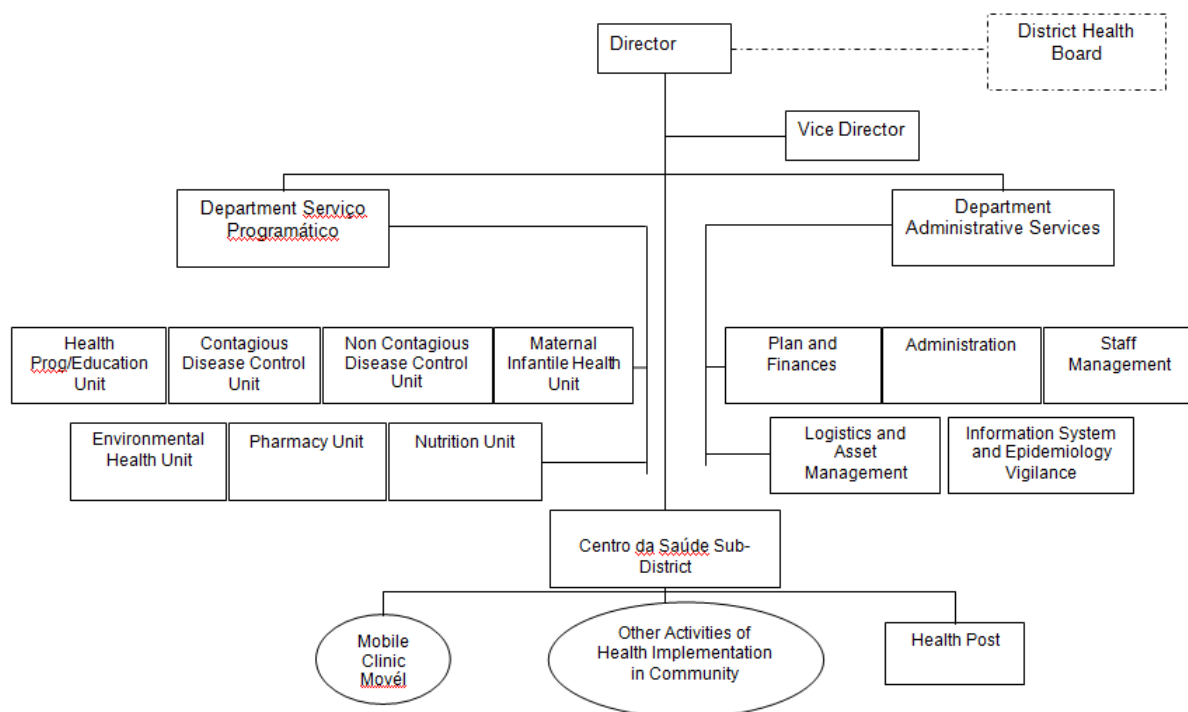 Director
District Health
Board
Vice Director
Department Serviço
Programático
Department
Administrative Services
Health
Prog/Education
Unit
Contagious
Disease Control
Unit
Non Contagious
Disease Control
Unit
Maternal
Infantile Health
Unit
Plan and
Finances
Administration
Staff
Management
Environmental
Health Unit
Pharmacy Unit
Nutrition Unit
Logistics and
Asset
Management
Information System
and Epidemiology
Vigilance
Centro da Saúde Sub-
District
Mobile
Clinic
Movél
Other Activities of
Health Implementation
in Community
Health Post